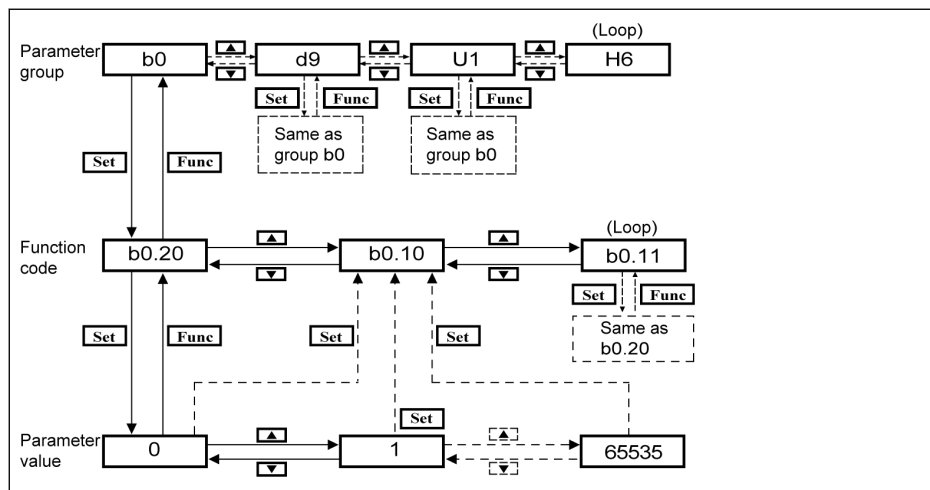 (Loop)
Parameter
group
b0
▲
▼
d9
▲
▼
U1
▲
▼
H6
Set
Func
Set
Func
Same as
group b0
Same as
group b0
Set
Func
(Loop)
Function
code
b0.20
▲
▼
b0.10
▲
▼
b0.11
Set
Func
Same as
b0.20
Set
Func
Set
Set
Set
Parameter
value
0
▲
▼
1
▲
▼
65535